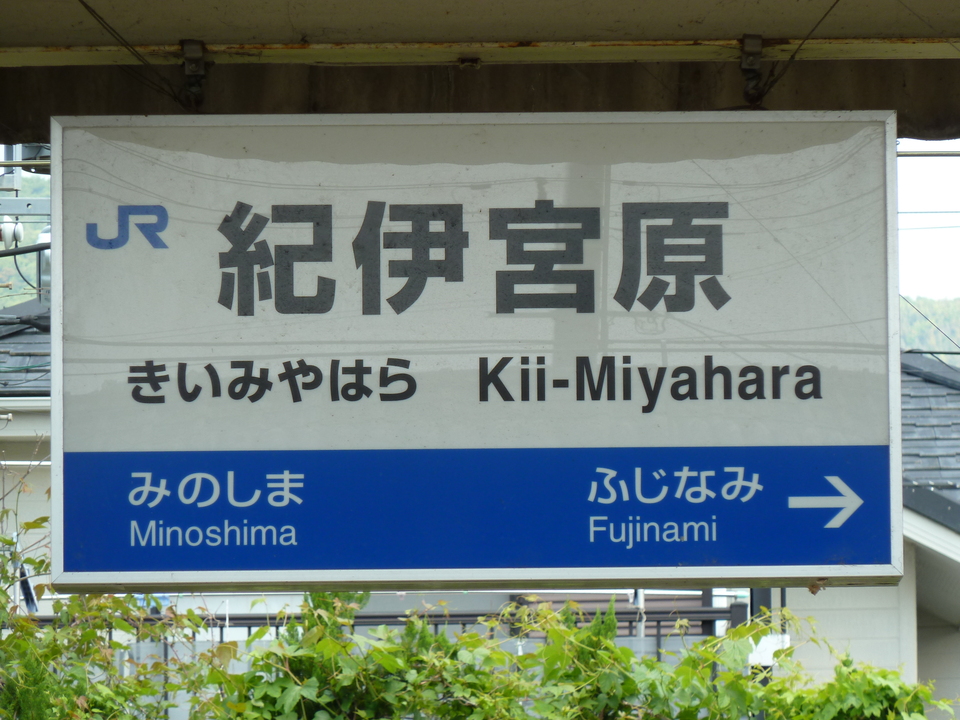 JR
紀伊宮原
きいみやはら Kii-Miyahara
みのしま ふじなみ →
Minoshima Fujinami